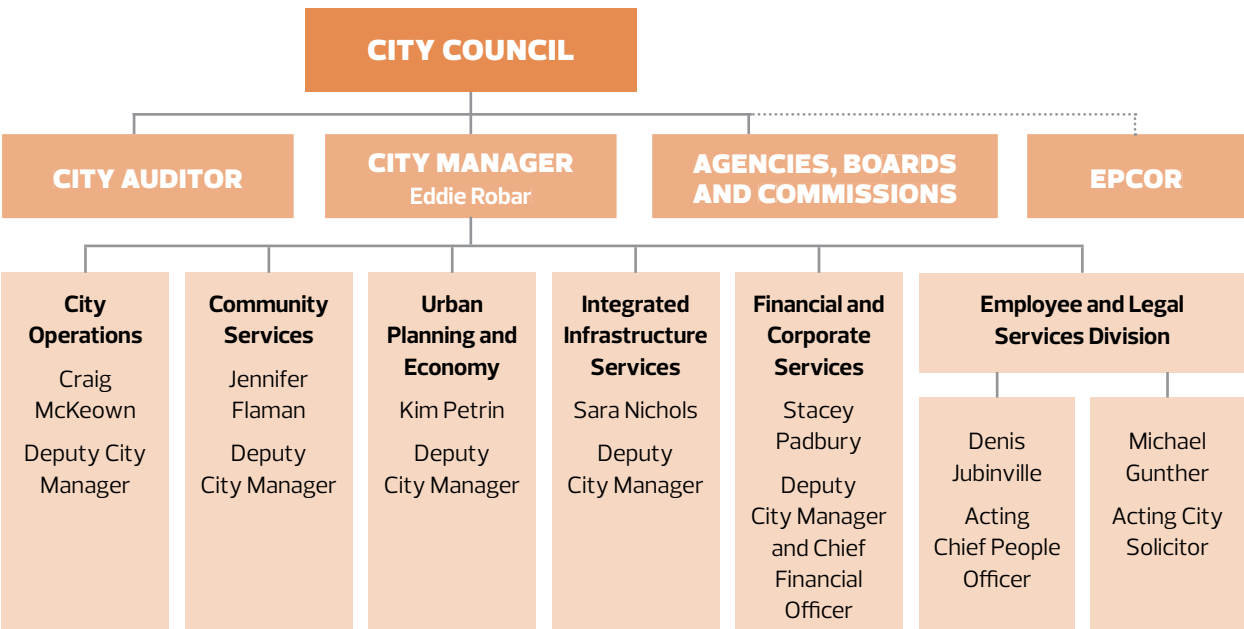 CITY COUNCIL
CITY AUDITOR
CITY MANAGER
Eddie Robar
AGENCIES, BOARDS
AND COMMISSIONS
EPCOR
City
Operations
Craig
McKeown
Deputy City
Manager
Community
Services
Jennifer
Flaman
Deputy
City Manager
Urban
Planning and
Economy
Kim Petrin
Deputy
City Manager
Integrated
Infrastructure
Services
Sara Nichols
Deputy
City Manager
Financial and
Corporate
Services
Stacey
Padbury
Deputy
City Manager
and Chief
Financial
Officer
Employee and Legal
Services Division
Denis
Jubinville
Acting
Chief People
Officer
Michael
Gunther
Acting City
Solicitor